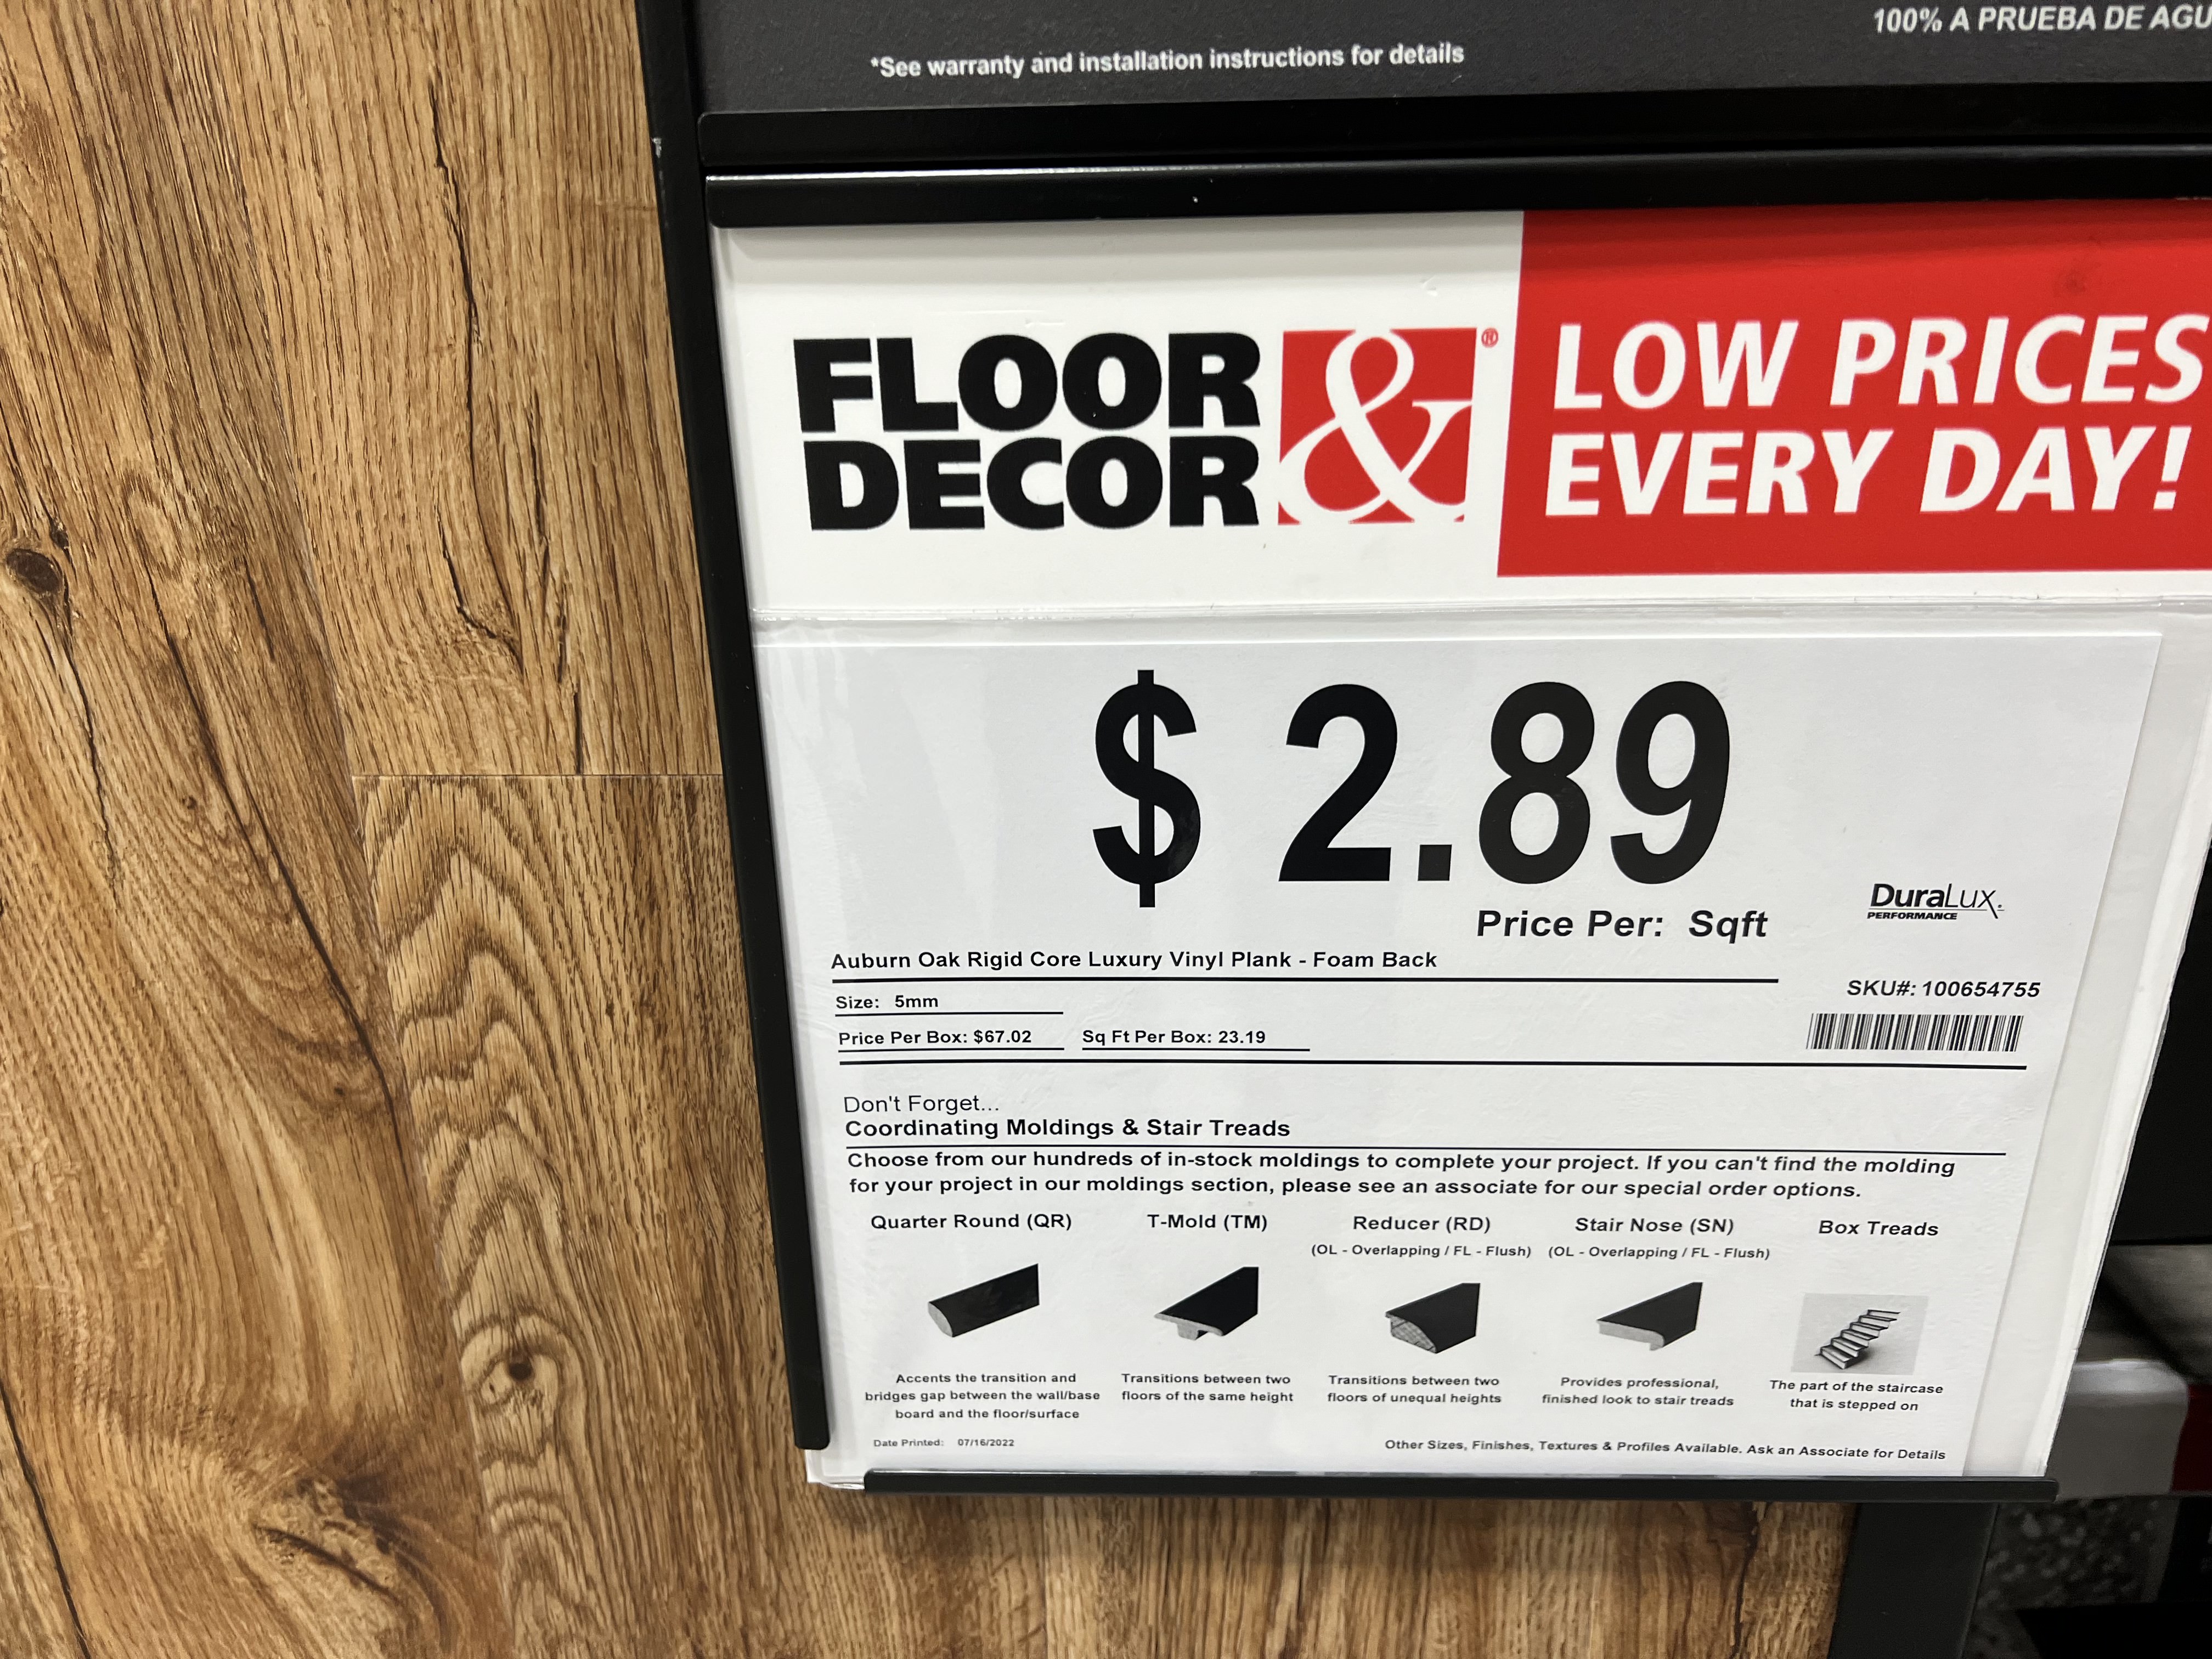 100% A PRUEBA DE AGU
*See warranty and installation instructions for details
FLOOR
DECOR
&
®
LOW PRICES
EVERY DAY!
$ 2.89
Price Per: Sqft
DuraLux.
PERFORMANCE
Auburn Oak Rigid Core Luxury Vinyl Plank - Foam Back
SKU#: 100654755
Size: 5mm
Price Per Box: $67.02 Sq Ft Per Box: 23.19
Don't Forget...
Coordinating Moldings & Stair Treads
Choose from our hundreds of in-stock moldings to complete your project. If you can't find the molding
for your project in our moldings section, please see an associate for our special order options.
Quarter Round (QR)
Accents the transition and
bridges gap between the wall/base
board and the floor/surface
T-Mold (TM)
Transitions between two
floors of the same height
Reducer (RD)
(OL - Overlapping / FL - Flush)
Transitions between two
floors of unequal heights
Stair Nose (SN)
(OL - Overlapping / FL - Flush)
Provides professional,
finished look to stair treads
Box Treads
The part of the staircase
that is stepped on
Date Printed: 07/16/2022
Other Sizes, Finishes, Textures & Profiles Available. Ask an Associate for Details